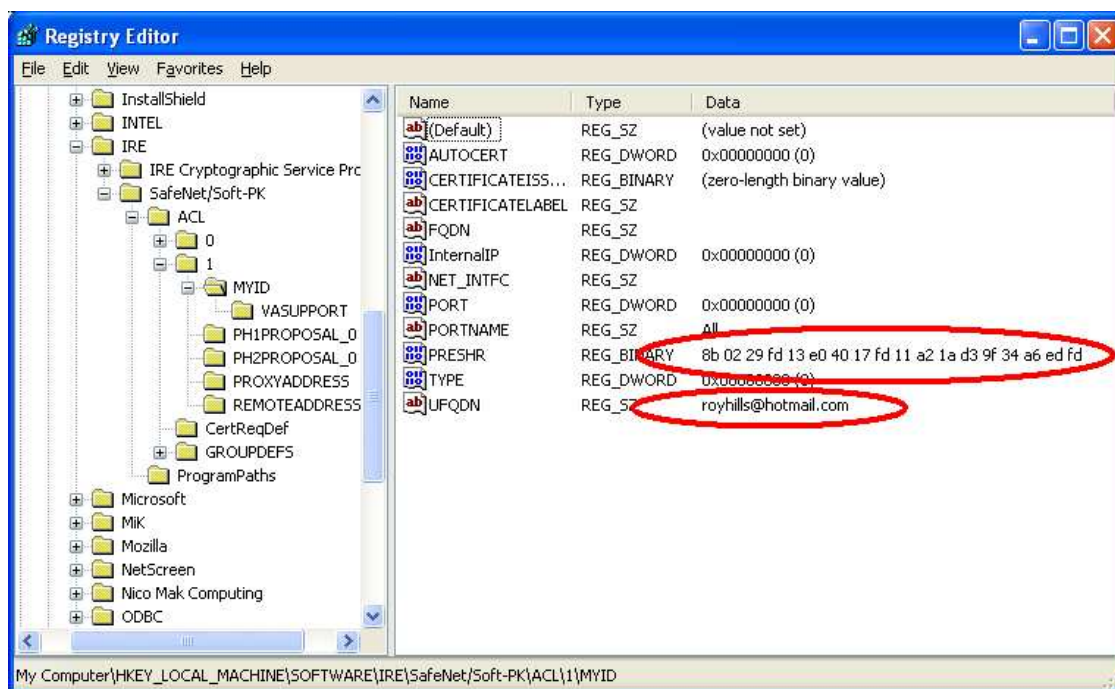 Registry Editor
File Edit View Favorites Help
InstallShield
INTEL
IRE
IRE Cryptographic Service Prc
SafeNet/Soft-PK
ACL
0
1
MYID
VASUPPORT
PH1PROPOSAL_0
PH2PROPOSAL_0
PROXYADDRESS
REMOTEADDRESS
CertReqDef
GROUPDEFS
ProgramPaths
Microsoft
MiK
Mozilla
NetScreen
Nico Mak Computing
ODBC
Name Type Data
(Default) REG_SZ (value not set)
AUTOCERT REG_DWORD 0x00000000 (0)
CERTIFICATEISS... REG_BINARY (zero-length binary value)
CERTIFICATELABEL REG_SZ
FQDN REG_SZ
InternalIP REG_DWORD 0x00000000 (0)
NET_INTFC REG_SZ
PORT REG_DWORD 0x00000000 (0)
PORTNAME REG_SZ All
PRESHR REG_BINARY 8b 02 29 fd 13 e0 40 17 fd 11 a2 1a d3 9f 34 a6 ed fd
TYPE REG_DWORD 0x00000000 (0)
UFQDN REG_SZ royhills@hotmail.com
My Computer\HKEY_LOCAL_MACHINE\SOFTWARE\IRE\SafeNet/Soft-PK\ACL\1\MYID